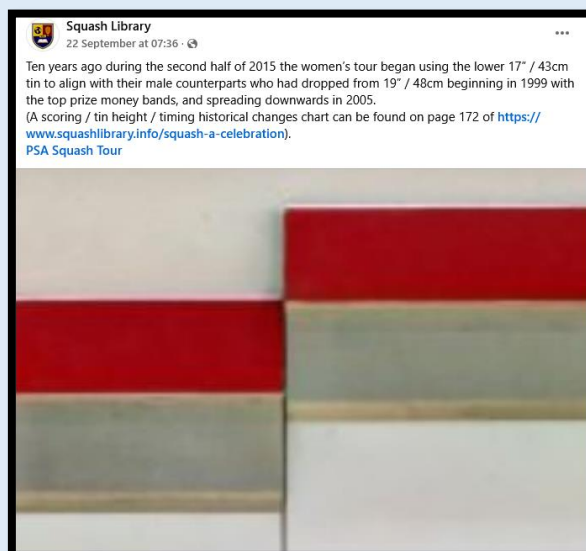 Squash Library
22 September at 07:36 ·
Ten years ago during the second half of 2015 the women's tour began using the lower 17" / 43cm
tin to align with their male counterparts who had dropped from 19" / 48cm beginning in 1999 with
the top prize money bands, and spreading downwards in 2005.
(A scoring / tin height / timing historical changes chart can be found on page 172 of https://
www.squashlibrary.info/squash-a-celebration).
PSA Squash Tour